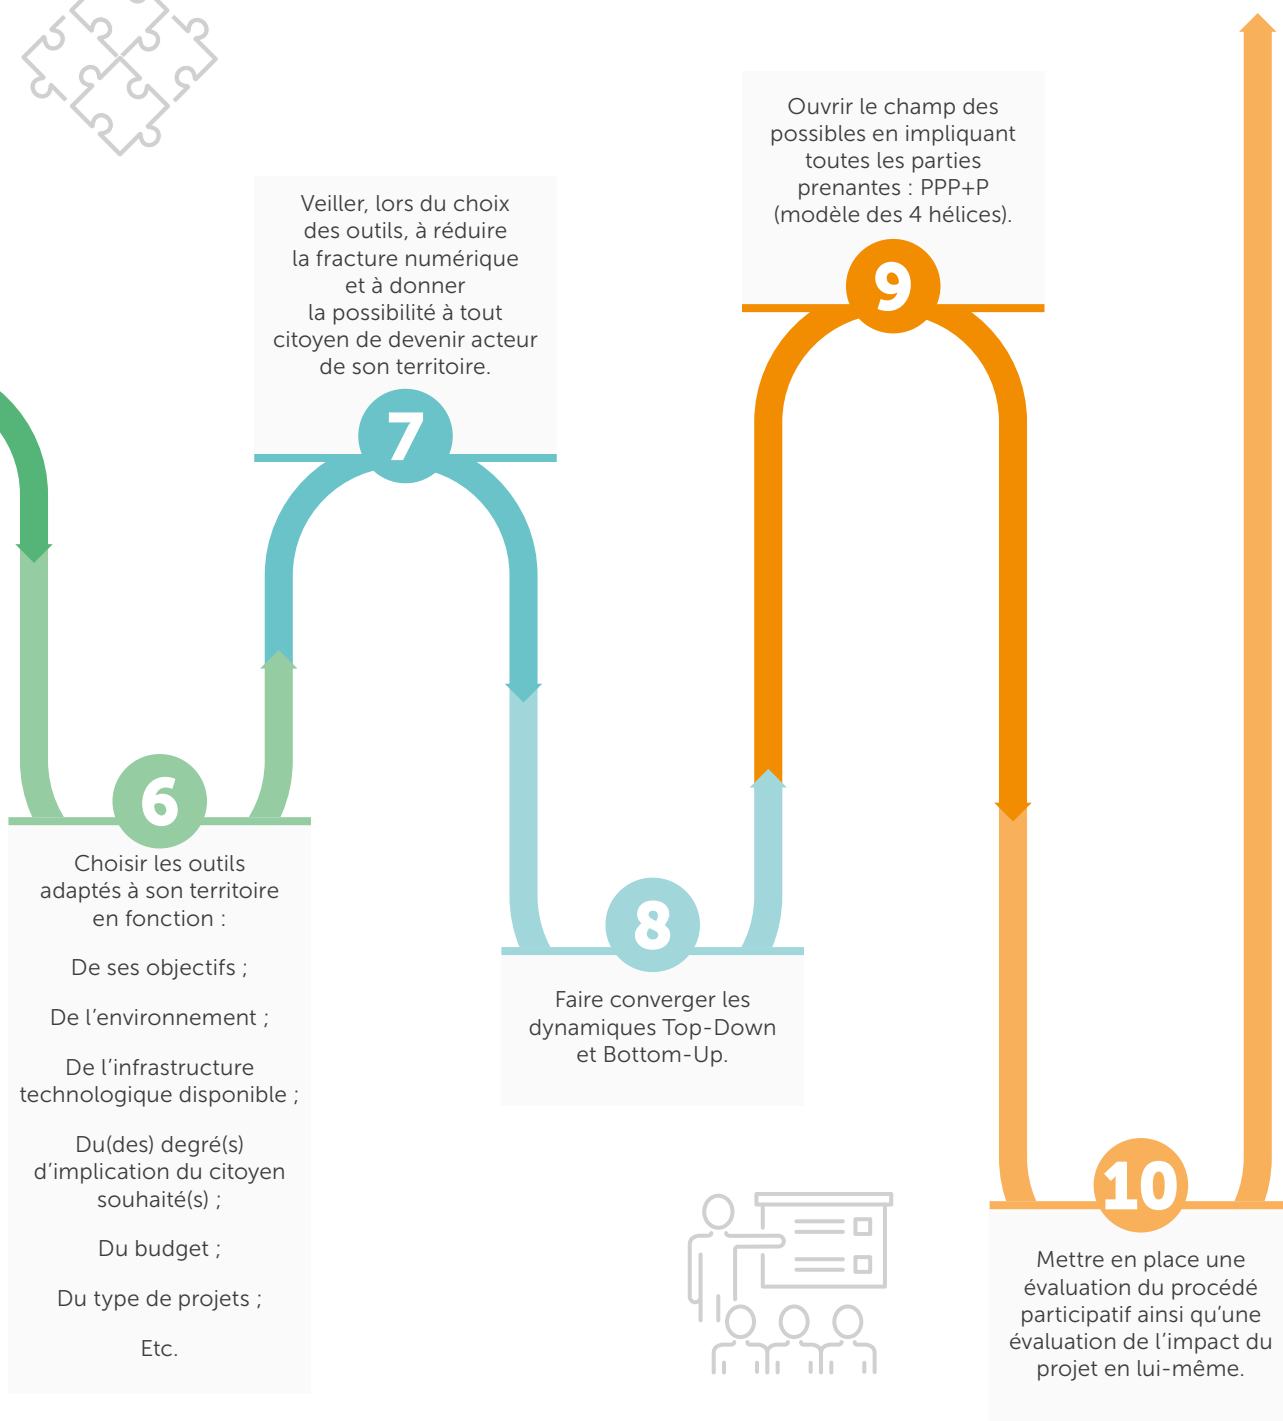 6
Choisir les outils
adaptés à son territoire
en fonction :
De ses objectifs ;
De l’environnement ;
De l’infrastructure
technologique disponible ;
Du(des) degré(s)
d’implication du citoyen
souhaité(s) ;
Du budget ;
Du type de projets ;
Etc.
Veiller, lors du choix
des outils, à réduire
la fracture numérique
et à donner
la possibilité à tout
citoyen de devenir acteur
de son territoire.
7
8
Faire converger les
dynamiques Top-Down
et Bottom-Up.
Ouvrir le champ des
possibles en impliquant
toutes les parties
prenantes : PPP+P
(modèle des 4 hélices).
9
10
Mettre en place une
évaluation du procédé
participatif ainsi qu’une
évaluation de l’impact du
projet en lui-même.